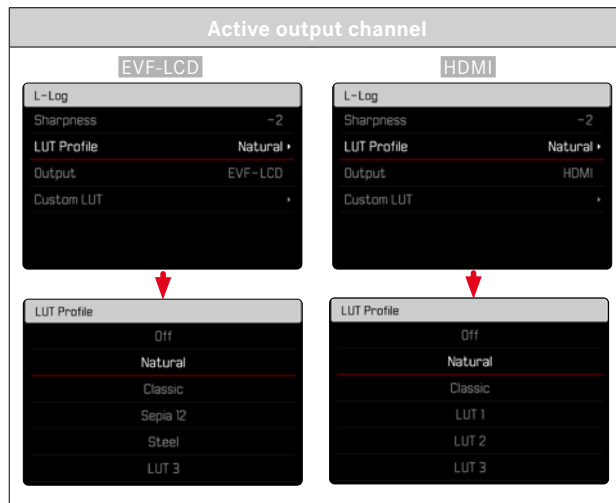 Active output channel
EVF-LCD
L-Log
Sharpness -2
LUT Profile Natural
Output EVF-LCD
Custom LUT
LUT Profile
Off
Natural
Classic
Sepia 12
Steel
LUT 3
HDMI
L-Log
Sharpness -2
LUT Profile Natural
Output HDMI
Custom LUT
LUT Profile
Off
Natural
Classic
LUT 1
LUT 2
LUT 3